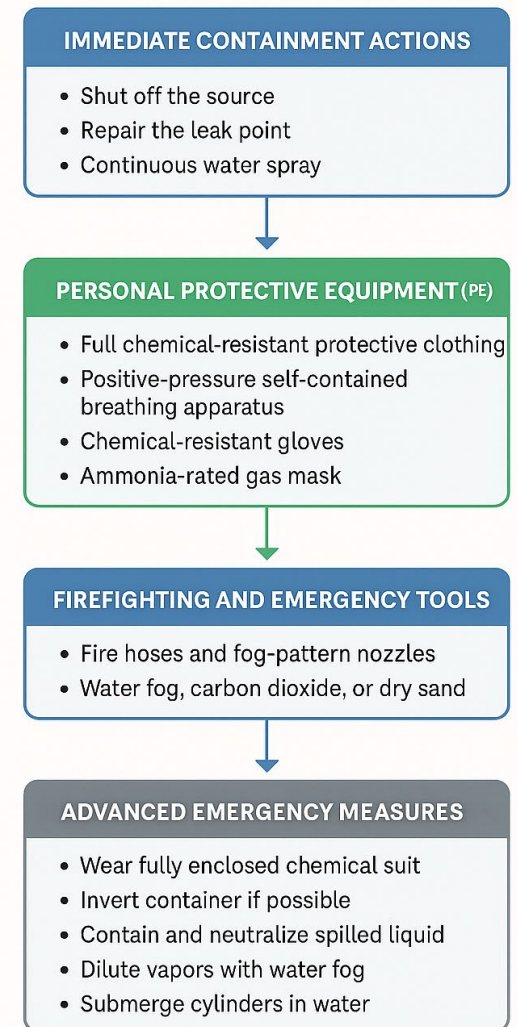 IMMEDIATE CONTAINMENT ACTIONS
• Shut off the source
• Repair the leak point
• Continuous water spray
PERSONAL PROTECTIVE EQUIPMENT (PE)
• Full chemical-resistant protective clothing
• Positive-pressure self-contained
breathing apparatus
• Chemical-resistant gloves
• Ammonia-rated gas mask
FIREFIGHTING AND EMERGENCY TOOLS
• Fire hoses and fog-pattern nozzles
• Water fog, carbon dioxide, or dry sand
ADVANCED EMERGENCY MEASURES
• Wear fully enclosed chemical suit
• Invert container if possible
• Contain and neutralize spilled liquid
• Dilute vapors with water fog
• Submerge cylinders in water